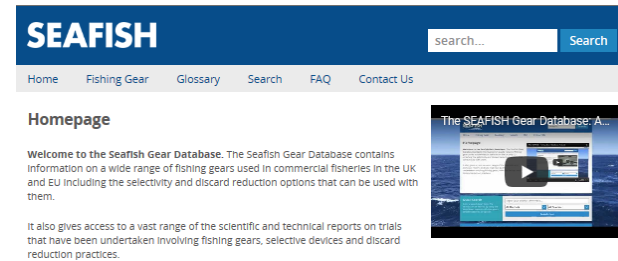 SEAFISH
search...
Search
Home Fishing Gear Glossary Search FAQ Contact Us
Homepage
Welcome to the Seafish Gear Database. The Seafish Gear Database contains
information on a wide range of fishing gears used in commercial fisheries in the UK
and EU including the selectivity and discard reduction options that can be used with
them.
It also gives access to a vast range of the scientific and technical reports on trials
that have been undertaken involving fishing gears, selective devices and discard
reduction practices.
The SEAFISH Gear Database: A...